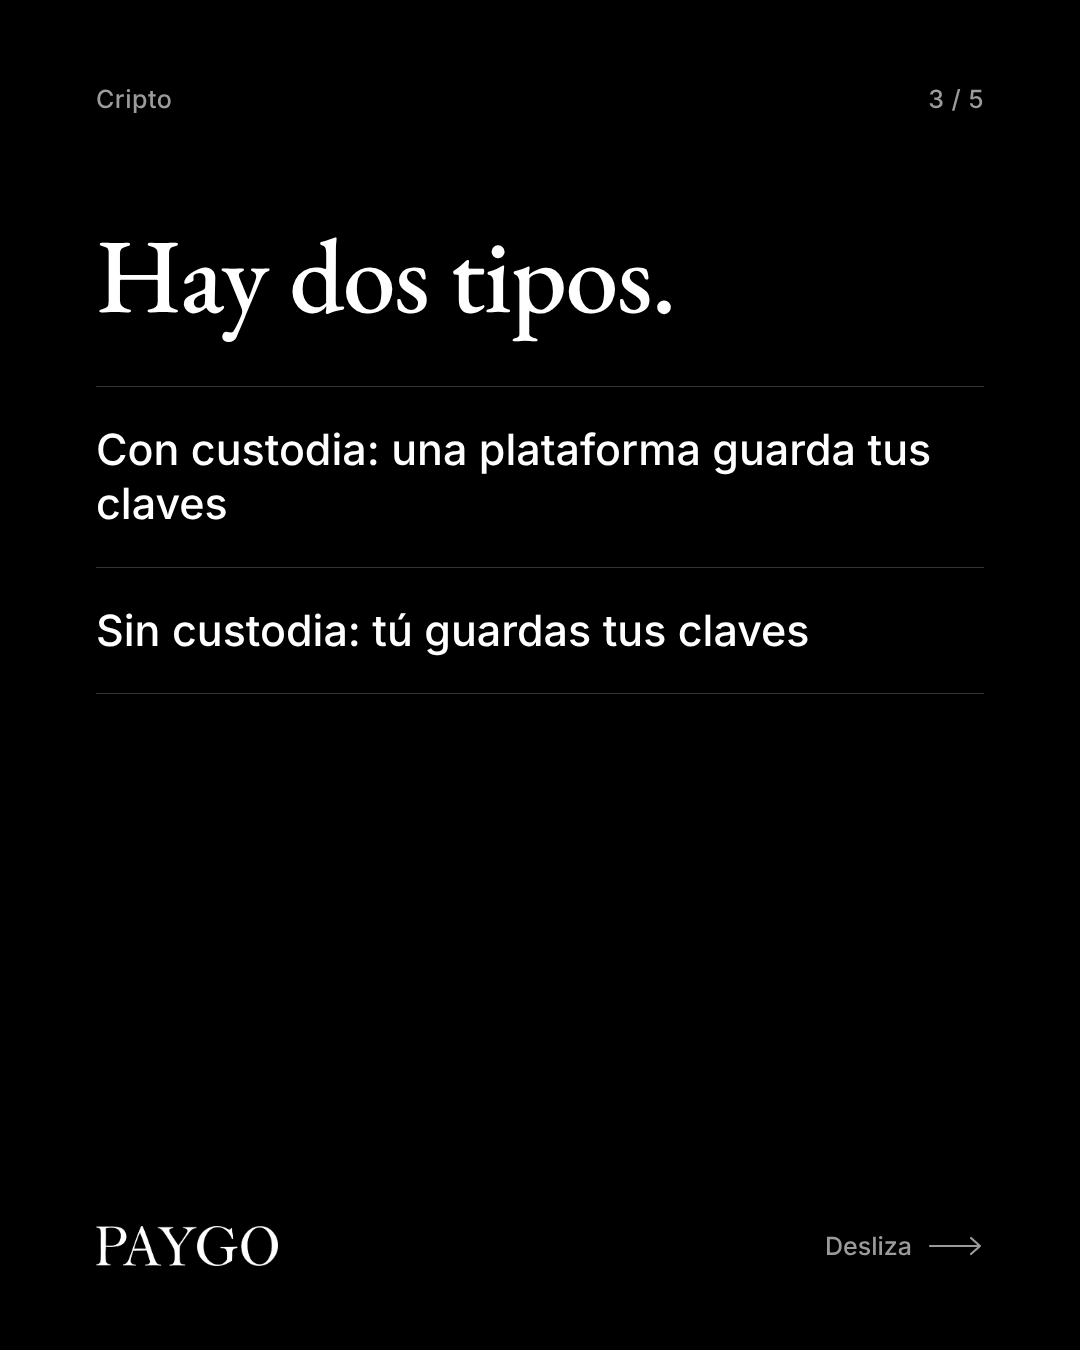 Cripto
3 / 5
Hay dos tipos.
Con custodia: una plataforma guarda tus
claves
Sin custodia: tú guardas tus claves
PAYGO
Desliza